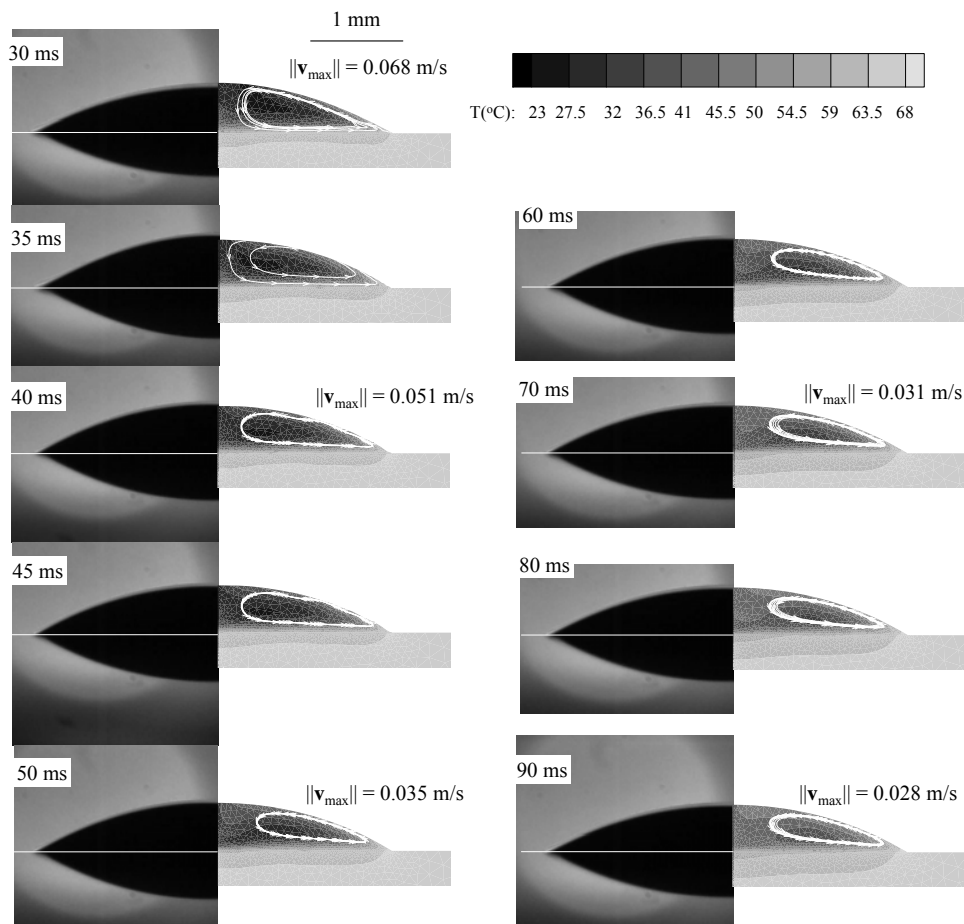 1 mm
30 ms
||v_max|| = 0.068 m/s
T(°C): 23 27.5 32 36.5 41 45.5 50 54.5 59 63.5 68
35 ms
40 ms
||v_max|| = 0.051 m/s
45 ms
50 ms
||v_max|| = 0.035 m/s
60 ms
70 ms
||v_max|| = 0.031 m/s
80 ms
90 ms
||v_max|| = 0.028 m/s